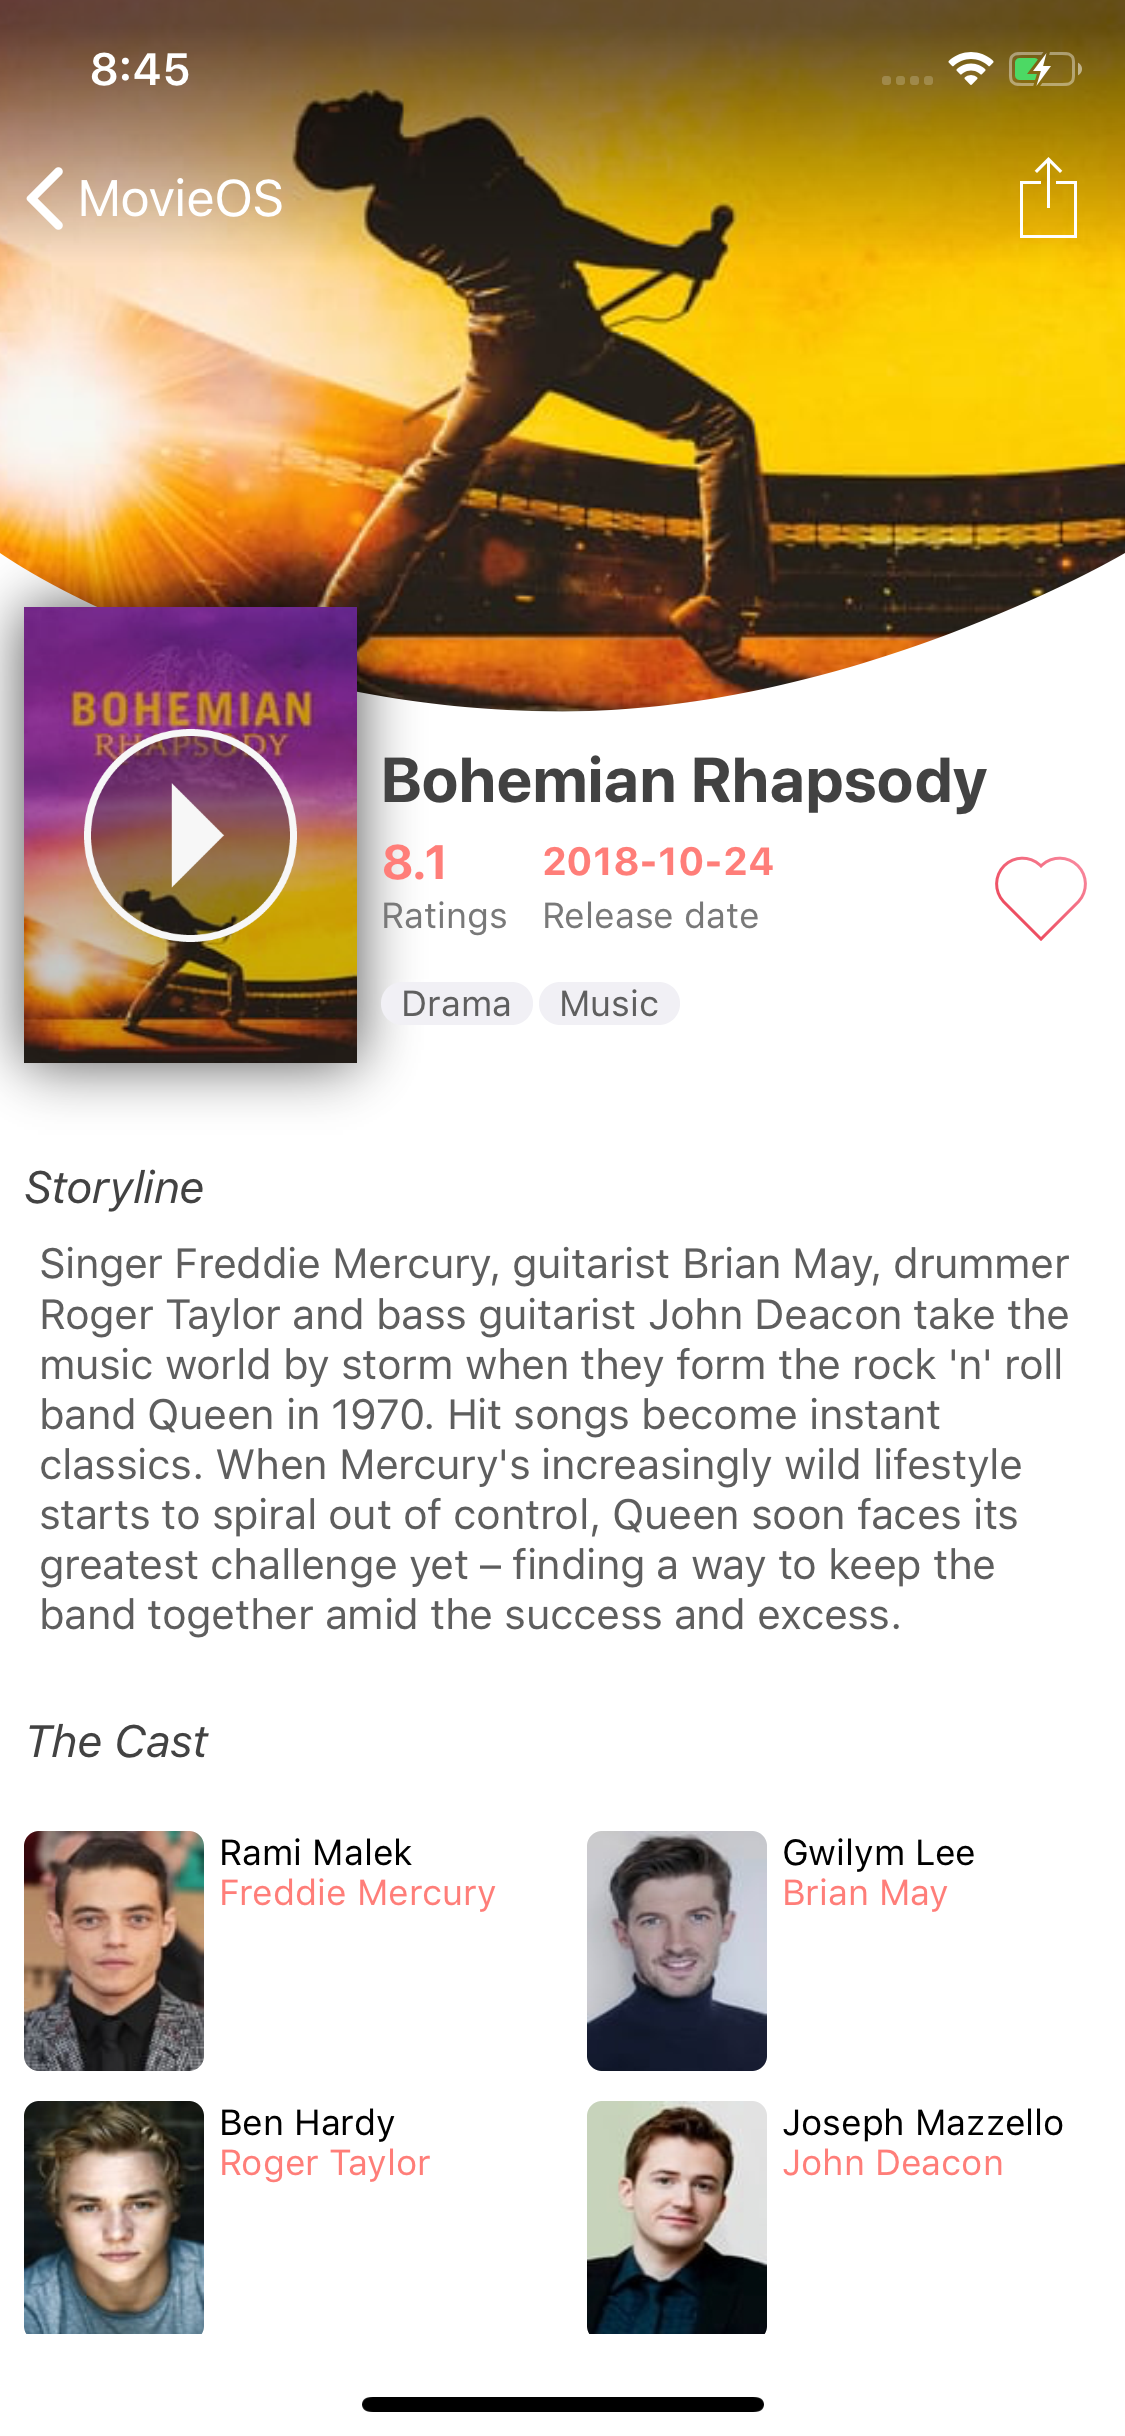 8:45
MovieOS
BOHEMIAN
RHAPSODY
Bohemian Rhapsody
8.1
2018-10-24
Ratings
Release date
Drama
Music
Storyline
Singer Freddie Mercury, guitarist Brian May, drummer
Roger Taylor and bass guitarist John Deacon take the
music world by storm when they form the rock 'n' roll
band Queen in 1970. Hit songs become instant
classics. When Mercury's increasingly wild lifestyle
starts to spiral out of control, Queen soon faces its
greatest challenge yet – finding a way to keep the
band together amid the success and excess.
The Cast
Rami Malek
Freddie Mercury
Gwilym Lee
Brian May
Ben Hardy
Roger Taylor
Joseph Mazzello
John Deacon